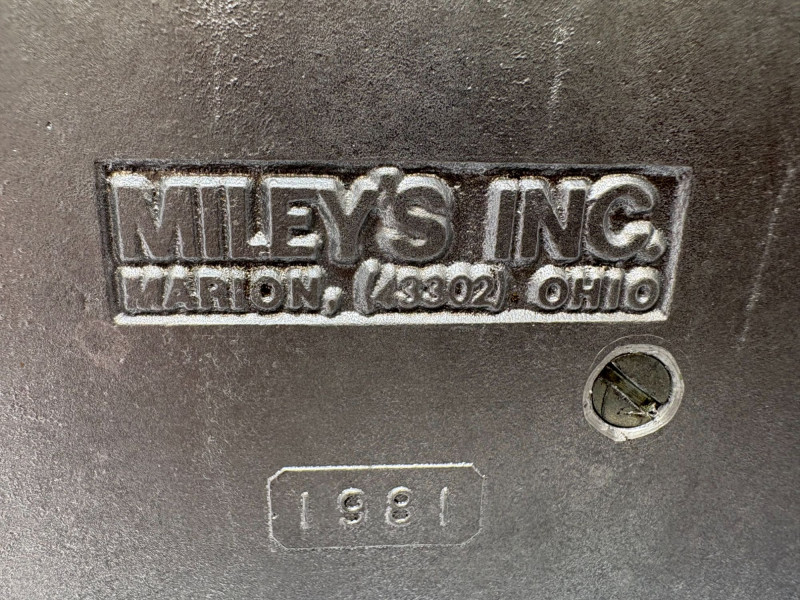 MILEY'S INC.
MARION, (43302) OHIO
1981